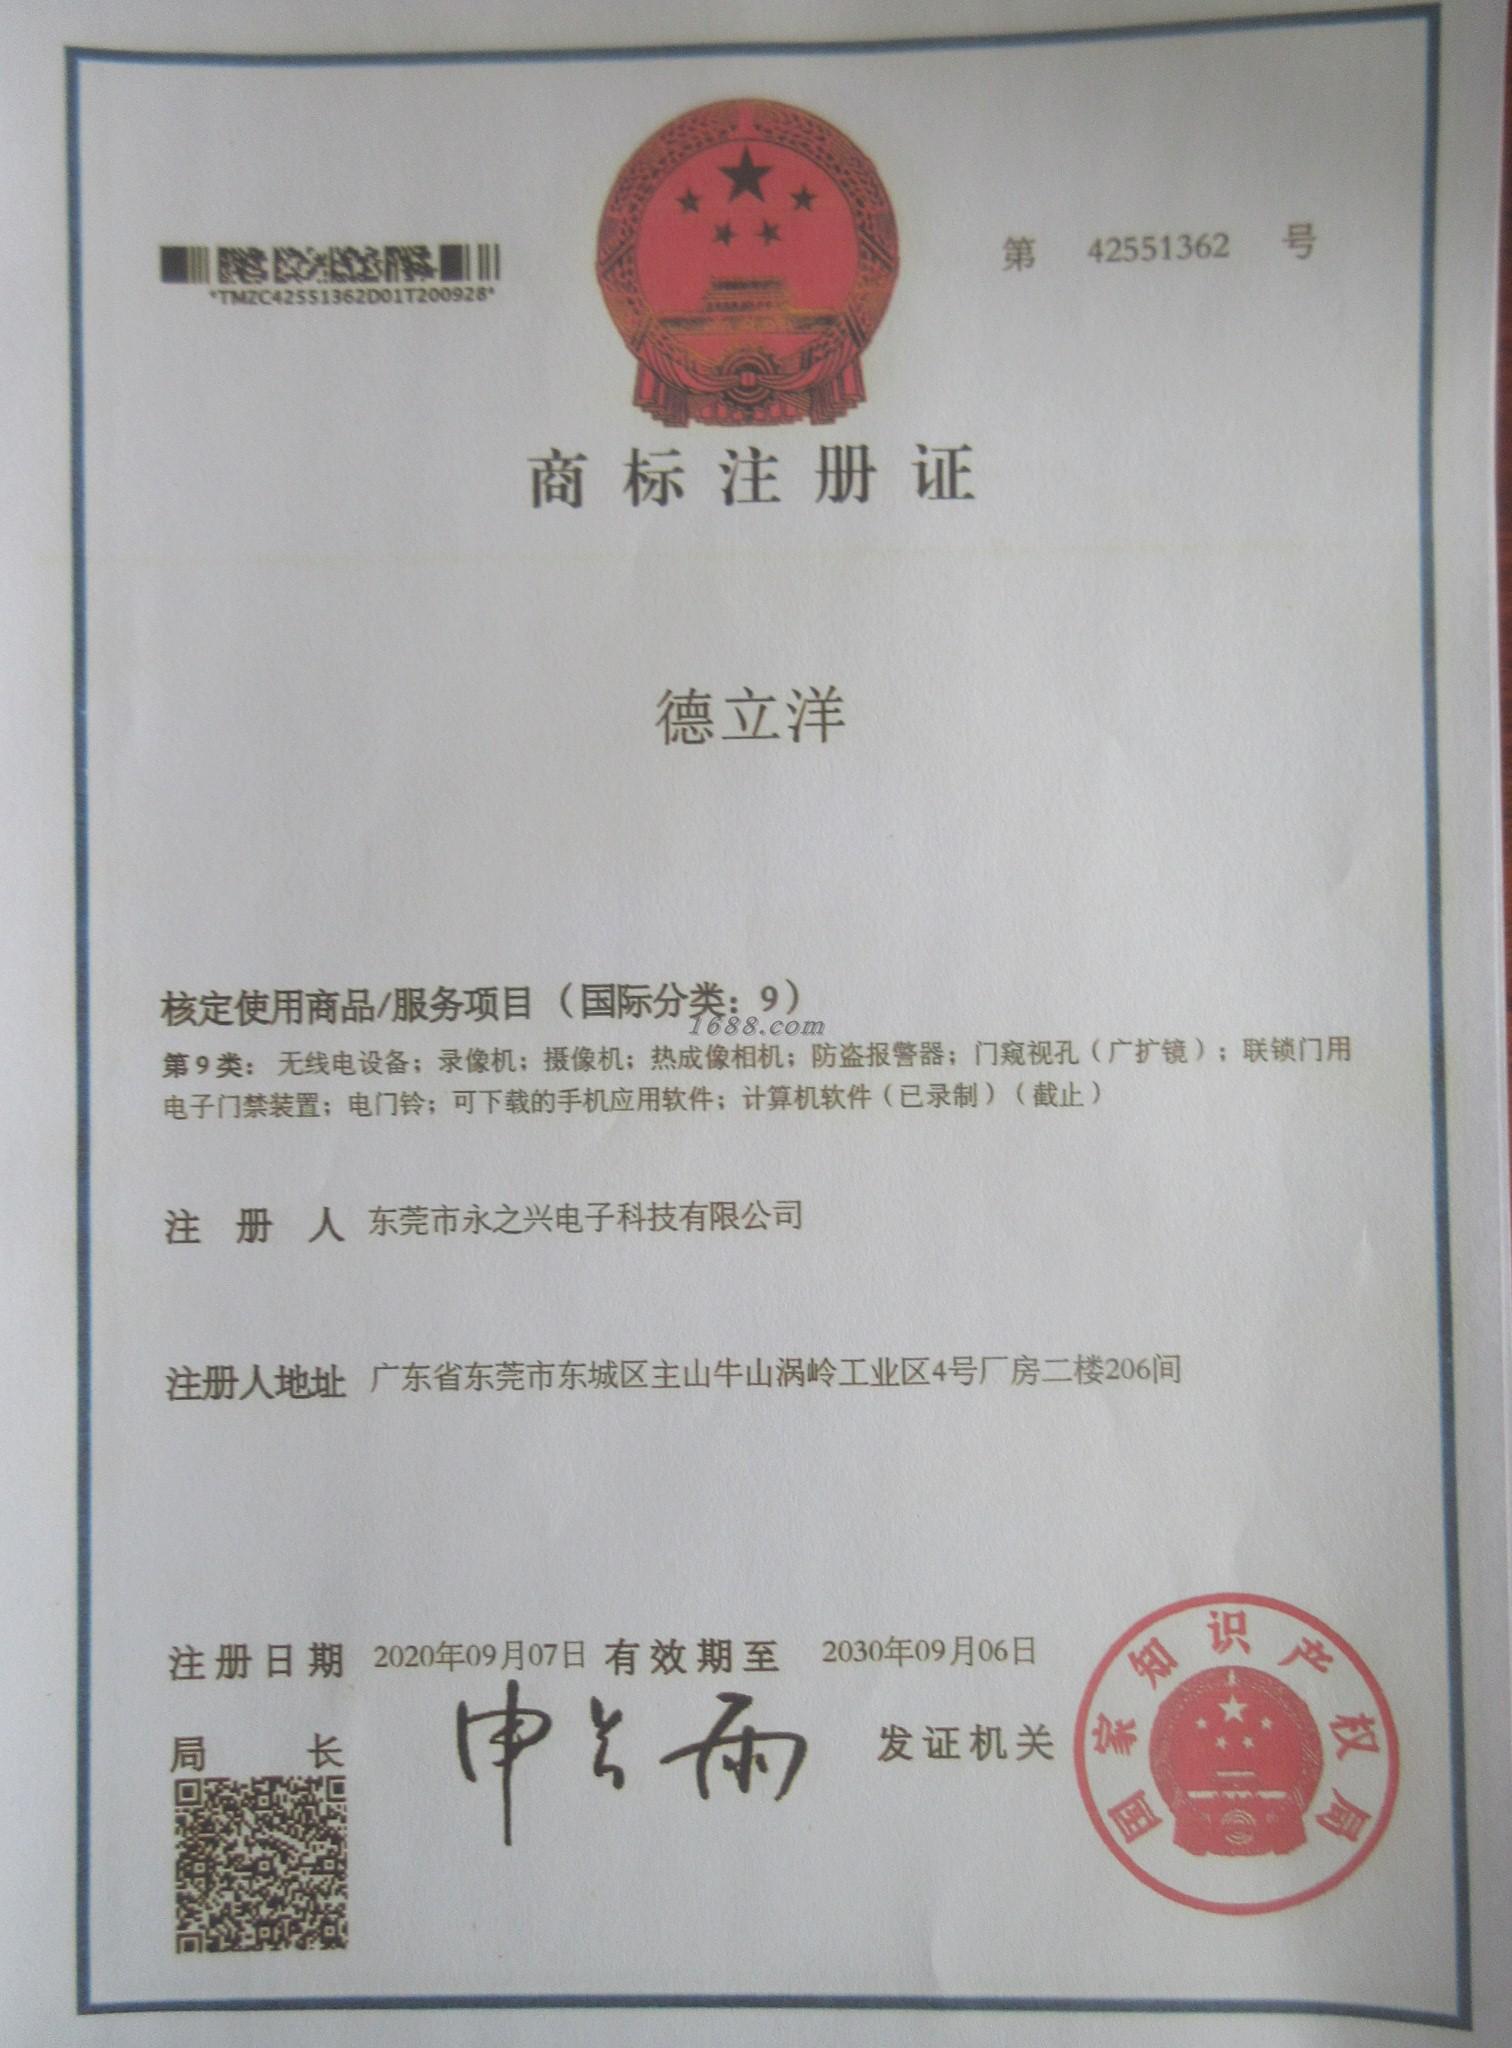 第 42551362 号
*TMZC42551362D01T200928*
商标注册证
德立洋
核定使用商品/服务项目（国际分类：9）
1688.com
第9类：无线电设备；录像机；摄像机；热成像相机；防盗报警器；门窥视孔（广扩镜）；联锁门用
电子门禁装置；电门铃；可下载的手机应用软件；计算机软件（已录制）（截止）
注册人 东莞市永之兴电子科技有限公司
注册人地址 广东省东莞市东城区主山牛山涡岭工业区4号厂房二楼206间
注册日期 2020年09月07日 有效期至 2030年09月06日
局长 申长雨 发证机关
国家知识产权局